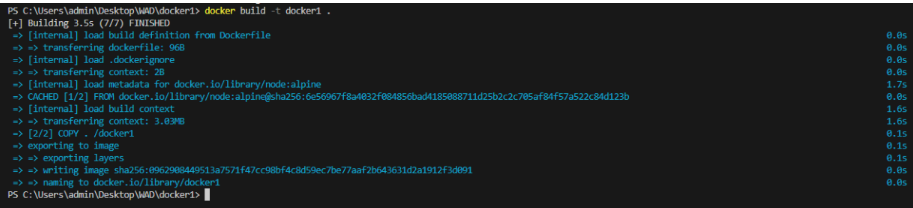 PS C:\Users\admin\Desktop\WAD\docker1> docker build -t docker1 .
[+] Building 3.5s (7/7) FINISHED
=> [internal] load build definition from Dockerfile 0.0s
=> => transferring dockerfile: 96B 0.0s
=> [internal] load .dockerignore 0.0s
=> => transferring context: 2B 0.0s
=> [internal] load metadata for docker.io/library/node:alpine 1.7s
=> CACHED [1/2] FROM docker.io/library/node:alpine@sha256:6e56967f8a4032f084856bad4185088711d25b2c2c705af84f57a522c84d123b 0.0s
=> [internal] load build context 1.6s
=> => transferring context: 3.03MB 1.6s
=> [2/2] COPY . /docker1 0.1s
=> exporting to image 0.1s
=> => exporting layers 0.1s
=> => writing image sha256:0962908449513a7571f47cc98bf4c8d59ec7be77aaf2b643631d2a1912f3d091 0.0s
=> => naming to docker.io/library/docker1 0.0s
PS C:\Users\admin\Desktop\WAD\docker1>